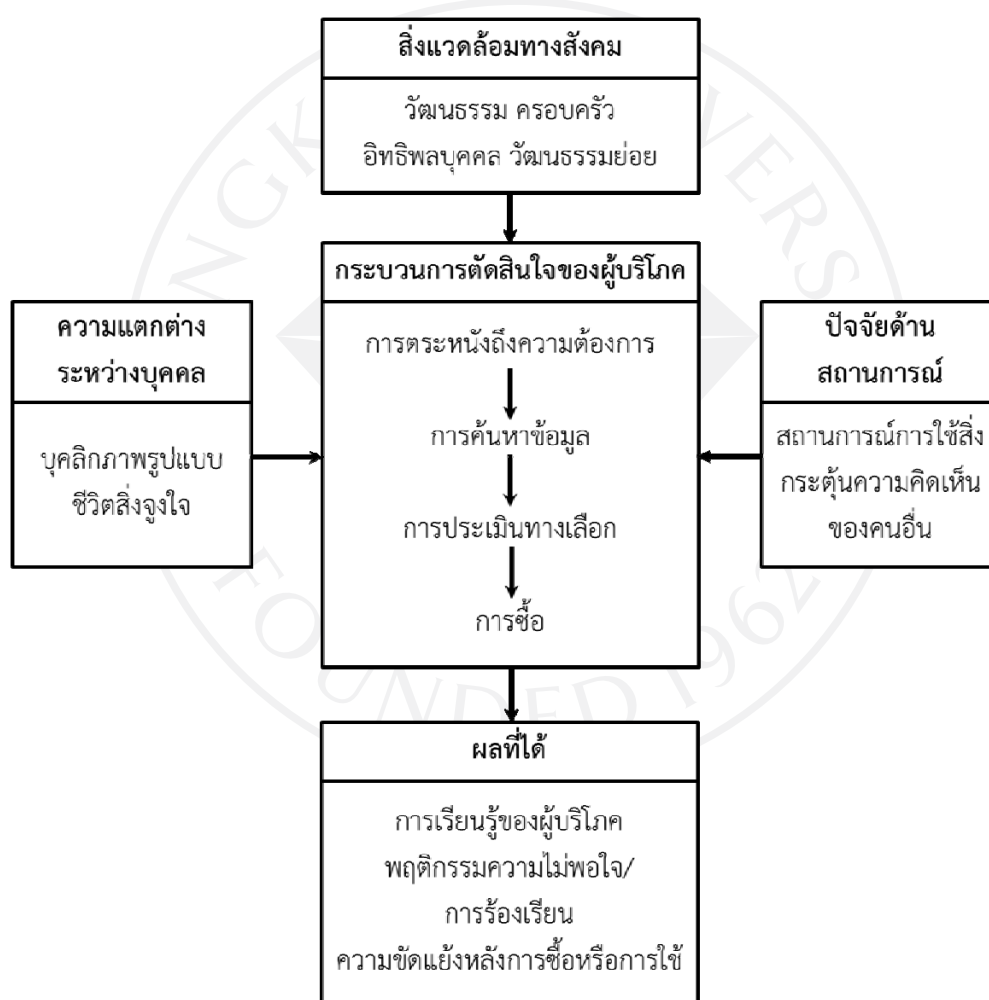 สิ่งแวดล้อมทางสังคม
วัฒนธรรม ครอบครัว
อิทธิพลบุคคล วัฒนธรรมย่อย
กระบวนการตัดสินใจของผู้บริโภค
การตระหนังถึงความต้องการ
การค้นหาข้อมูล
การประเมินทางเลือก
การซื้อ
ความแตกต่าง
ระหว่างบุคคล
บุคลิกภาพรูปแบบ
ชีวิตสิ่งจูงใจ
ปัจจัยด้าน
สถานการณ์
สถานการณ์การใช้สิ่ง
กระตุ้นความคิดเห็น
ของคนอื่น
ผลที่ได้
การเรียนรู้ของผู้บริโภค
พฤติกรรมความไม่พอใจ/
การร้องเรียน
ความขัดแย้งหลังการซื้อหรือการใช้
FOUNDED 1962